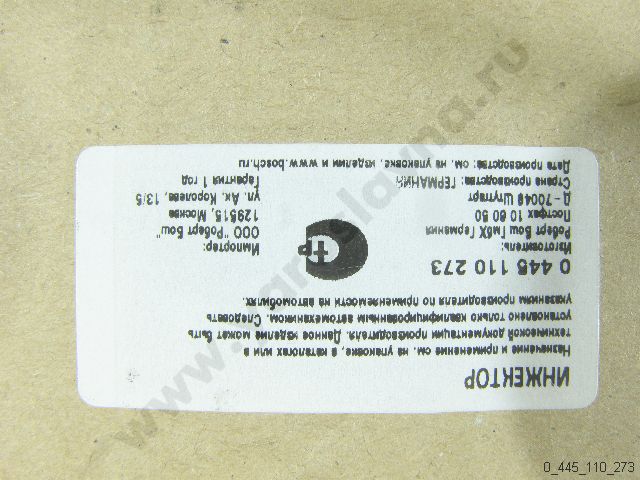 ИНЖЕКТОР
Назначение и применение см. на упаковке, в каталогах или в
технической документации производителя. Данное изделие может быть
установлено только квалифицированным автомехаником. Следовать
указаниям производителя по применяемости на автомобилях.
0 445 110 273
Изготовитель:
Роберт Бош ГмбХ Германия
Постфах 10 60 50
Д - 70049 Штутгарт
Страна производства: ГЕРМАНИЯ
Дата производства: см. на упаковке, изделии и www.bosch.ru
Импортер:
ООО "Роберт Бош"
129515, Москва
ул. Ак. Королева, 13/5
Гарантия 1 год
0_445_110_273